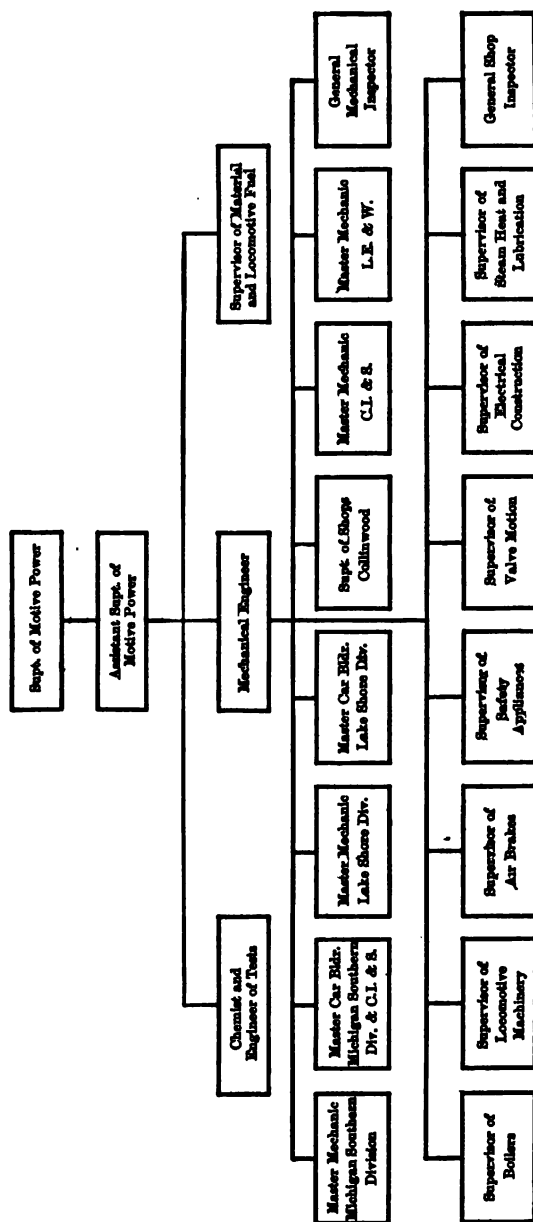 Supt. of Motive Power
Assistant Supt. of
Motive Power
Chemist and
Engineer of Tests
Mechanical Engineer
Supervisor of Material
and Locomotive Fuel
Master Mechanic
Michigan Southern
Division
Master Car Bldr.
Michigan Southern
Div. & C.I. & S.
Master Mechanic
Lake Shore Div.
Master Car Bldr.
Lake Shore Div.
Supt. of Shops
Collinwood
Master Mechanic
C.I. & S.
Master Mechanic
L.E. & W.
General
Mechanical
Inspector
Supervisor of
Boilers
Supervisor of
Locomotive
Machinery
Supervisor of
Air Brakes
Supervisor of
Safety
Appliances
Supervisor of
Valve Motion
Supervisor of
Electrical
Construction
Supervisor of
Steam Heat and
Lubrication
General Shop
Inspector